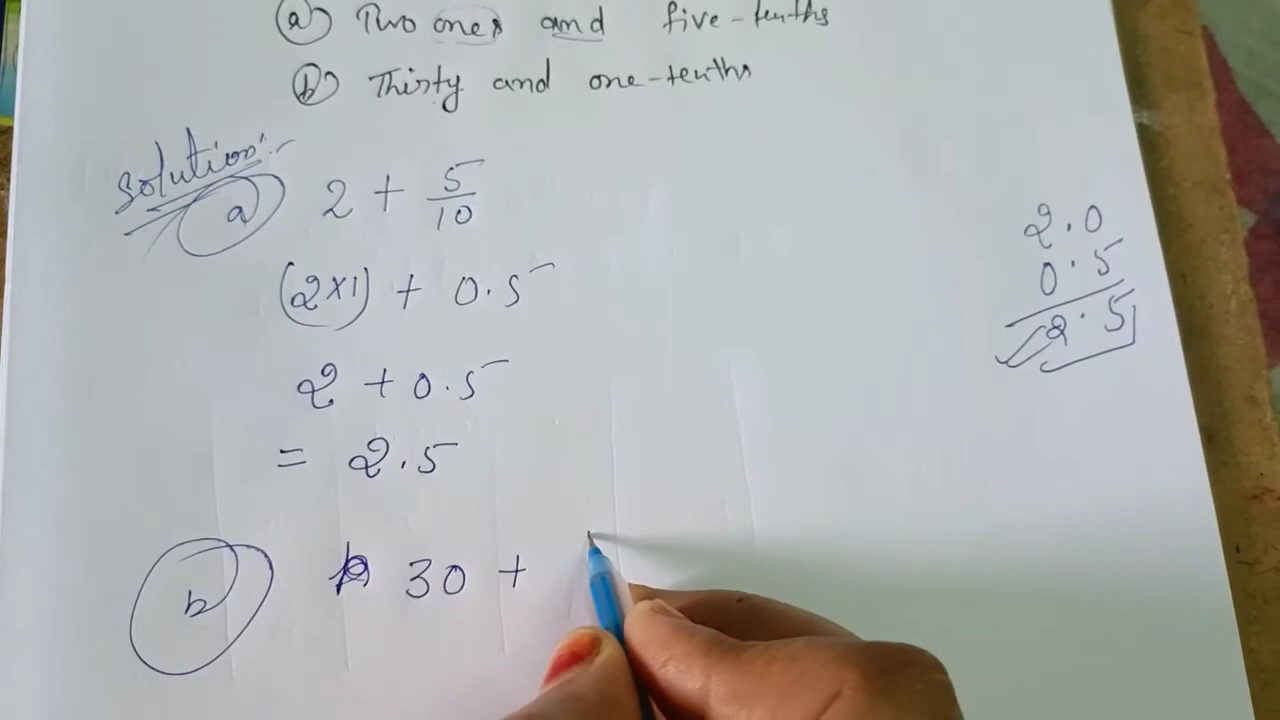 (a) Two ones and five-tenths
(b) Thirty and one-tenths
Solution:-
(a) 2 + 5/10
(2×1) + 0.5
2 + 0.5
= 2.5
(b) 30 +
2.0
0.5
2.5